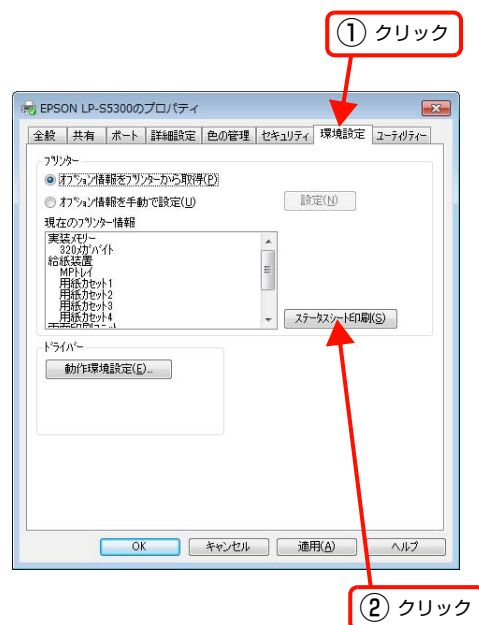 ① クリック
EPSON LP-S5300のプロパティ
全般 共有 ポート 詳細設定 色の管理 セキュリティ 環境設定 ユーティリティー
プリンター
オプション情報をプリンターから取得(P)
オプション情報を手動で設定(U)
設定(N)
現在のプリンター情報
実装メモリー
320メガバイト
給紙装置
MPトレイ
用紙カセット1
用紙カセット2
用紙カセット3
用紙カセット4
両面印刷ユニット
ステータスシート印刷(S)
ドライバー
動作環境設定(E)...
OK キャンセル 適用(A) ヘルプ
② クリック